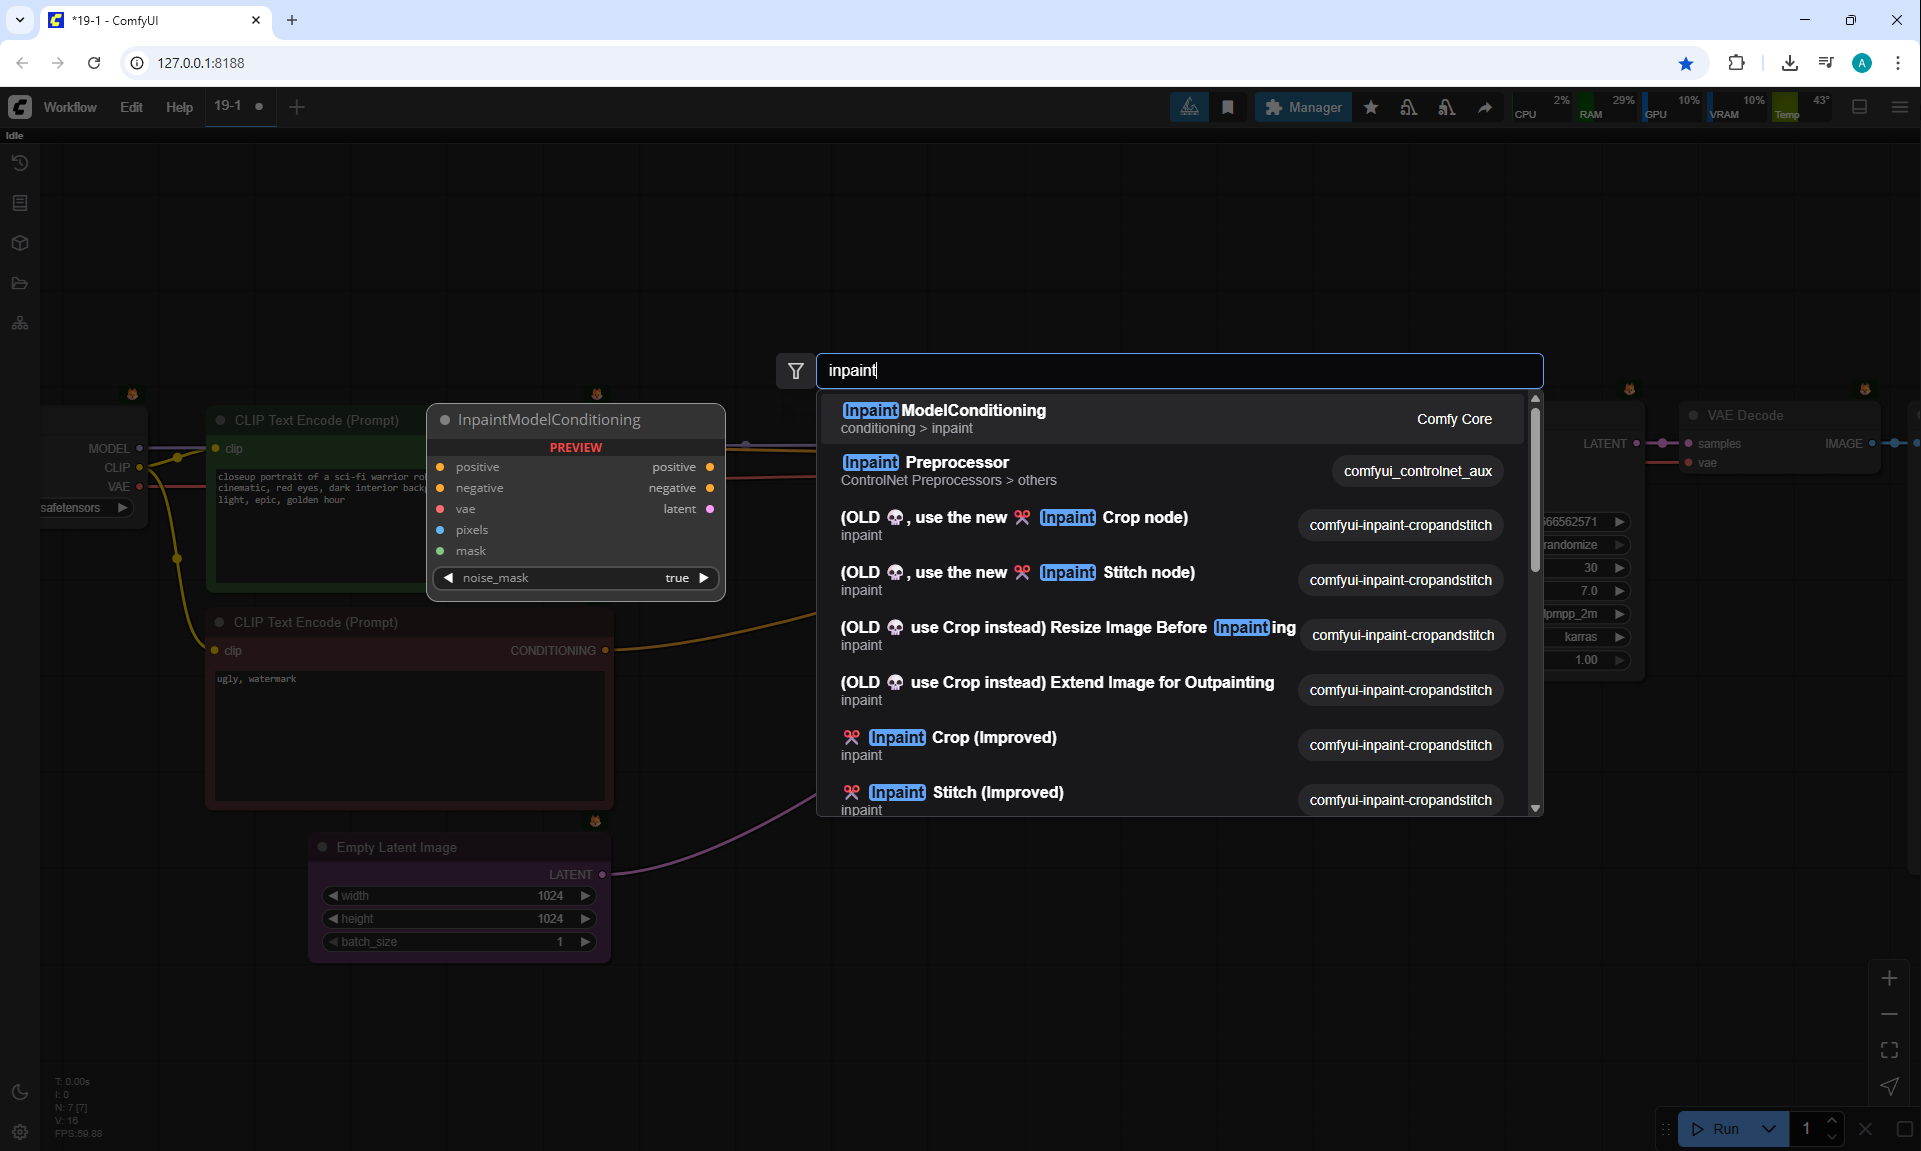 *19-1 - ComfyUI
127.0.0.1:8188
Workflow Edit Help 19-1
Manager
2% CPU
29% RAM
10% GPU
10% VRAM
43° Temp
Idle
inpaint
InpaintModelConditioning
conditioning > inpaint
Comfy Core
Inpaint Preprocessor
ControlNet Preprocessors > others
comfyui_controlnet_aux
(OLD 💀, use the new ✂ Inpaint Crop node)
inpaint
comfyui-inpaint-cropandstitch
(OLD 💀, use the new ✂ Inpaint Stitch node)
inpaint
comfyui-inpaint-cropandstitch
(OLD 💀 use Crop instead) Resize Image Before Inpainting
inpaint
comfyui-inpaint-cropandstitch
(OLD 💀 use Crop instead) Extend Image for Outpainting
inpaint
comfyui-inpaint-cropandstitch
✂ Inpaint Crop (Improved)
inpaint
comfyui-inpaint-cropandstitch
✂ Inpaint Stitch (Improved)
inpaint
comfyui-inpaint-cropandstitch
MODEL
CLIP
VAE
safetensors
CLIP Text Encode (Prompt)
clip
closeup portrait of a sci-fi warrior
cinematic, red eyes, dark interior
light, epic, golden hour
InpaintModelConditioning
PREVIEW
positive positive
negative negative
vae latent
pixels
mask
noise_mask true
CLIP Text Encode (Prompt)
clip CONDITIONING
ugly, watermark
Empty Latent Image
LATENT
width 1024
height 1024
batch_size 1
LATENT
randomize
30
7.0
karras
1.00
VAE Decode
samples IMAGE
vae
T: 0.00s
I: 0
N: 7 [7]
V: 16
FPS:59.88
Run 1